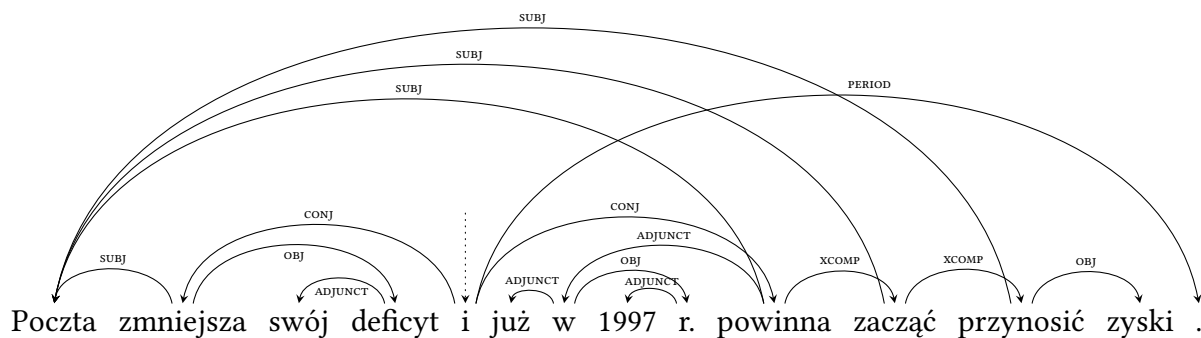 SUBJ
SUBJ
SUBJ PERIOD
CONJ CONJ
ADJUNCT
SUBJ OBJ OBJ XCOMP XCOMP OBJ
ADJUNCT ADJUNCT ADJUNCT
Poczta zmniejsza swój deficyt i już w 1997 r. powinna zacząć przynosić zyski .